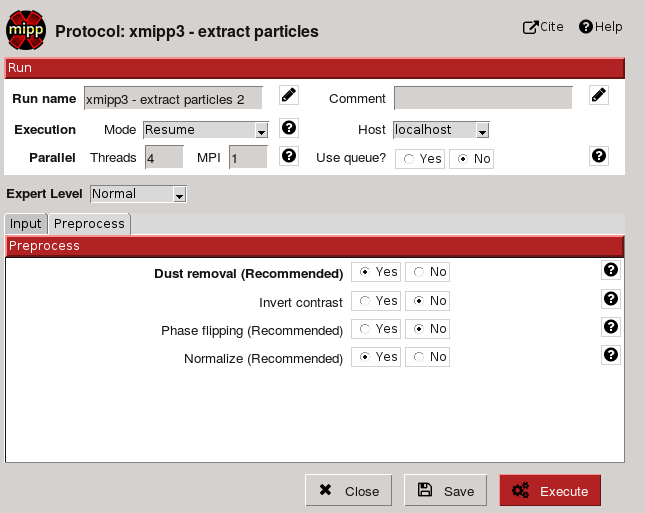 mipp Protocol: xmipp3 - extract particles Cite Help
Run
Run name xmipp3 - extract particles 2 Comment
Execution Mode Resume Host localhost
Parallel Threads 4 MPI 1 Use queue? Yes No
Expert Level Normal
Input Preprocess
Preprocess
Dust removal (Recommended) Yes No
Invert contrast Yes No
Phase flipping (Recommended) Yes No
Normalize (Recommended) Yes No
Close Save Execute